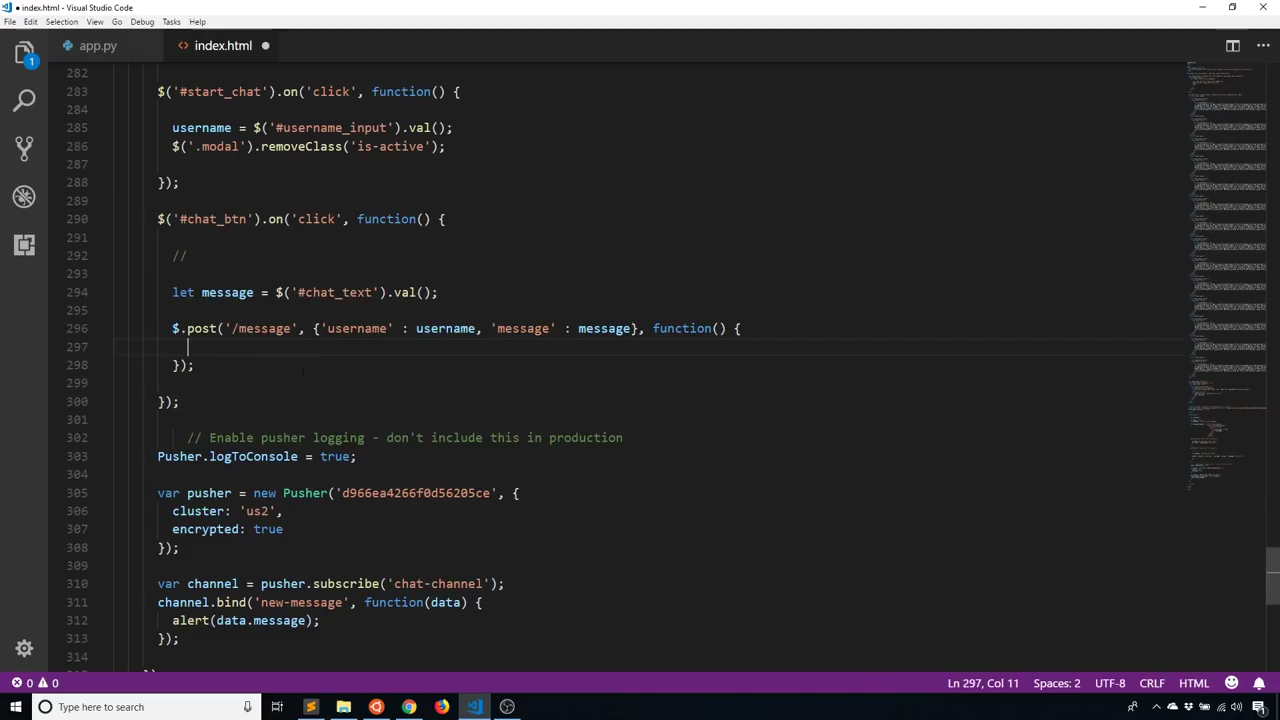 ● index.html - Visual Studio Code
File Edit Selection View Go Debug Tasks Help
app.py index.html ●
1
282
283 $('#start_chat').on('click', function() {
284
285 username = $('#username_input').val();
286 $('.modal').removeClass('is-active');
287
288 });
289
290 $('#chat_btn').on('click', function() {
291
292 //
293
294 let message = $('#chat_text').val();
295
296 $.post('/message', {'username' : username, 'message' : message}, function() {
297
298 });
299
300 });
301
302 // Enable pusher logging - don't include this in production
303 Pusher.logToConsole = true;
304
305 var pusher = new Pusher('d966ea4266f0d56205ce', {
306 cluster: 'us2',
307 encrypted: true
308 });
309
310 var channel = pusher.subscribe('chat-channel');
311 channel.bind('new-message', function(data) {
312 alert(data.message);
313 });
314
0 0 Ln 297, Col 11 Spaces: 2 UTF-8 CRLF HTML
Type here to search